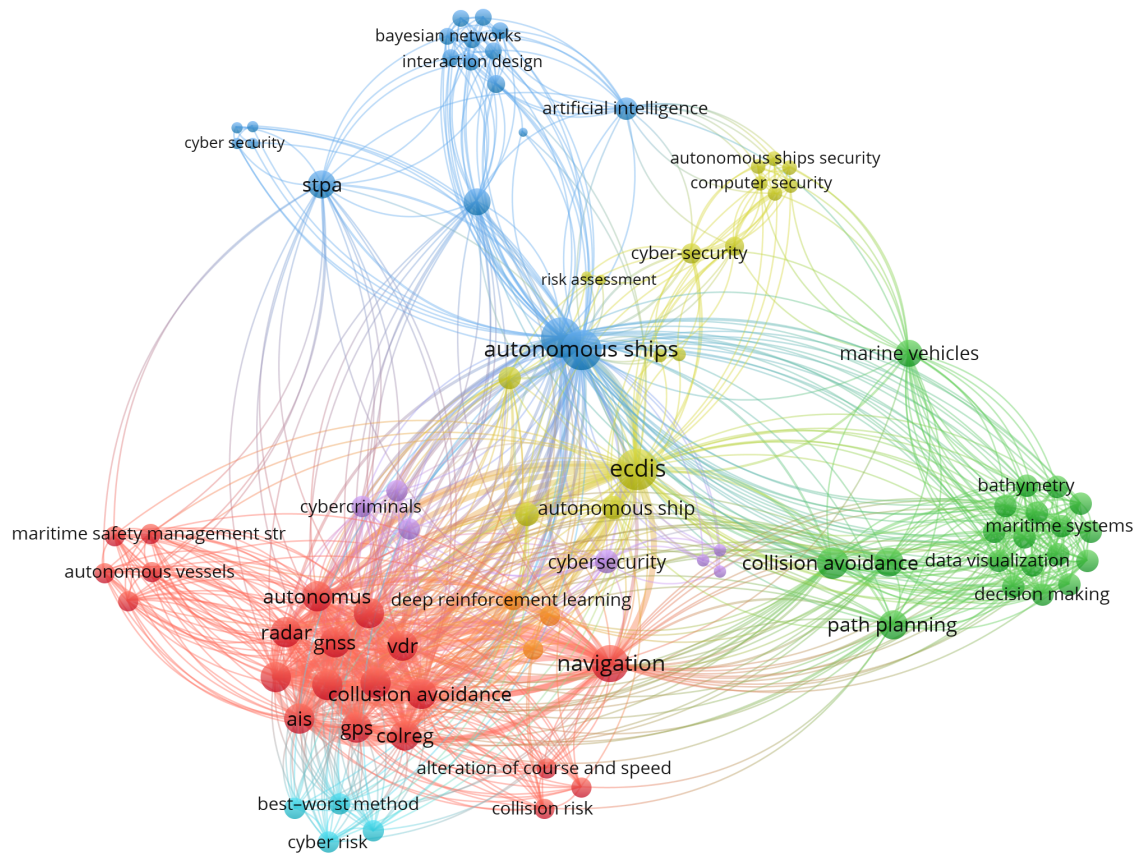 bayesian networks
interaction design
artificial intelligence
cyber security
autonomous ships security
stpa
computer security
cyber-security
risk assessment
autonomous ships
marine vehicles
ecdis
bathymetry
cybercriminals
autonomous ship
maritime systems
maritime safety management str
cybersecurity
collision avoidance
data visualization
autonomous vessels
decision making
autonomus
deep reinforcement learning
path planning
radar
gnss
vdr
navigation
collusion avoidance
ais
gps
colreg
alteration of course and speed
best–worst method
collision risk
cyber risk